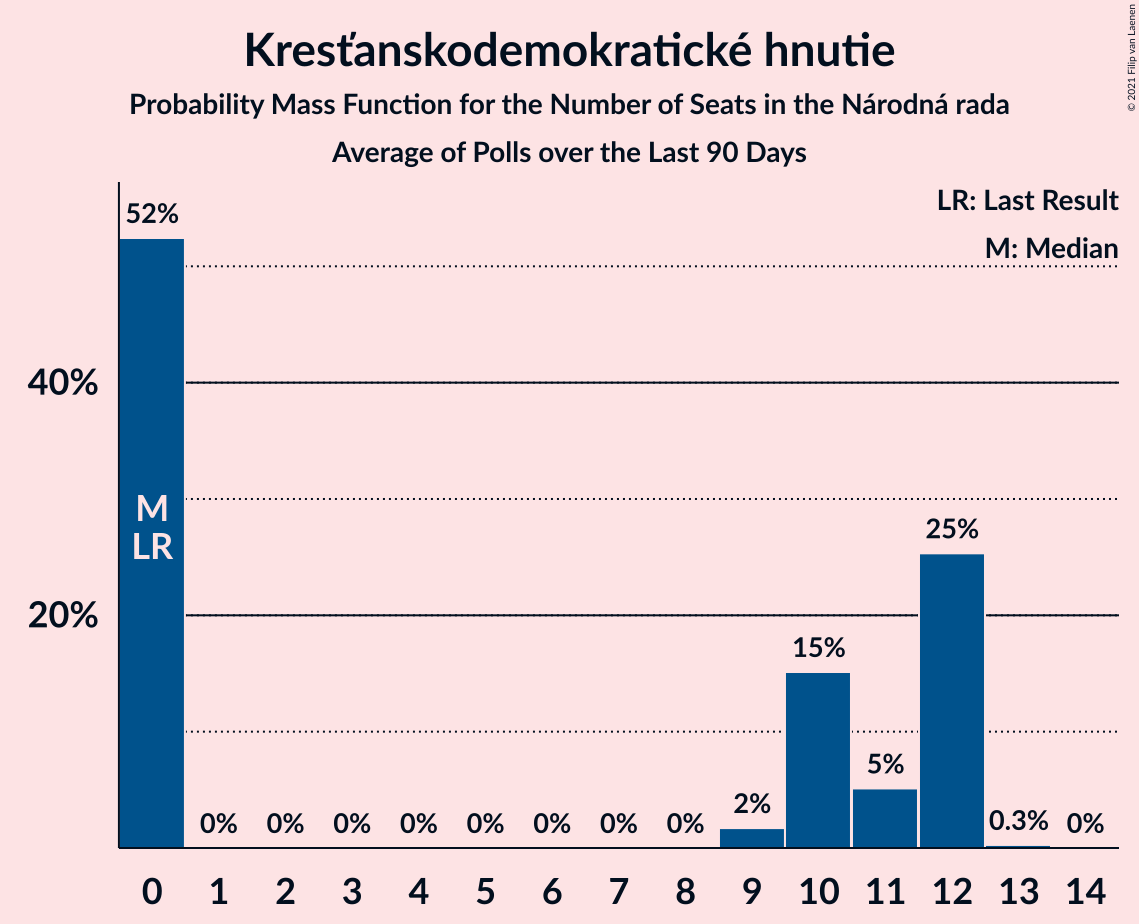 Kresťanskodemokratické hnutie
Probability Mass Function for the Number of Seats in the Národná rada
Average of Polls over the Last 90 Days
© 2021 Filip van Laenen
LR: Last Result
M: Median
52%
40%
M
LR
25%
20%
15%
5%
2%
0% 0% 0% 0% 0% 0% 0% 0% 0.3% 0%
0 1 2 3 4 5 6 7 8 9 10 11 12 13 14